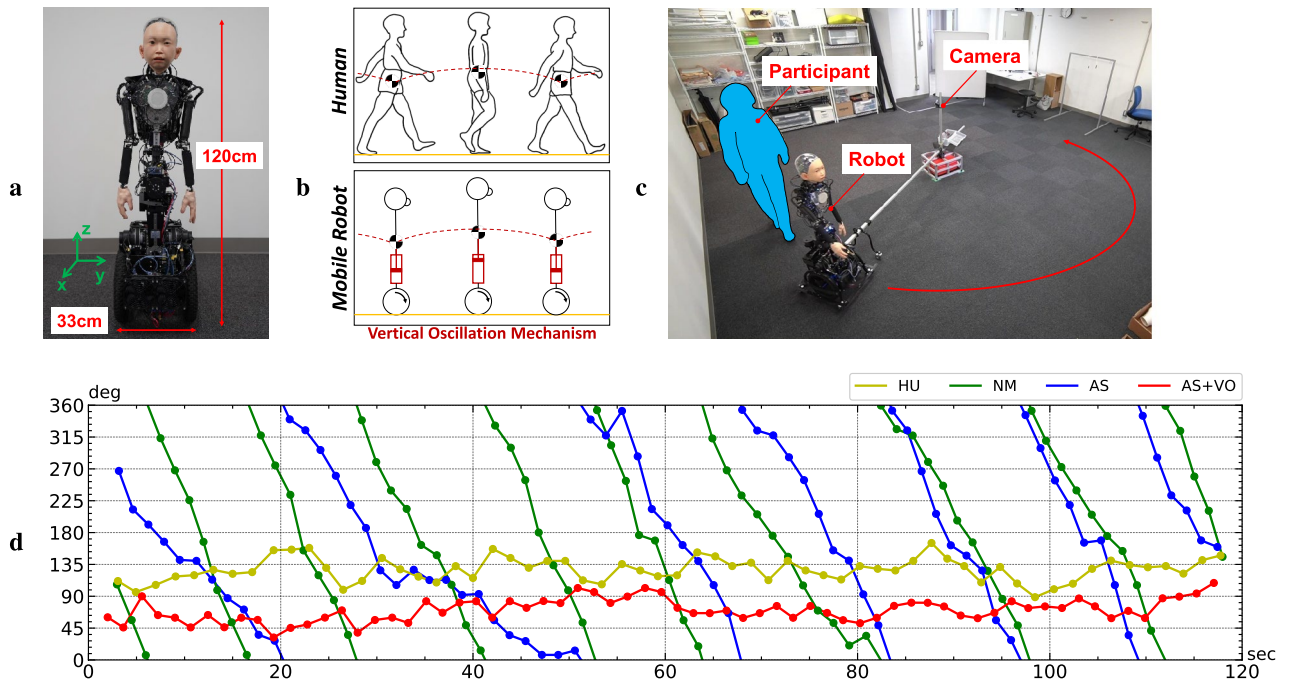 a
120cm
z
y
x
33cm
b
Human
Mobile Robot
Vertical Oscillation Mechanism
c
Participant
Camera
Robot
d
HU
NM
AS
AS+VO
deg
360
315
270
225
180
135
90
45
0
0
20
40
60
80
100
120
sec